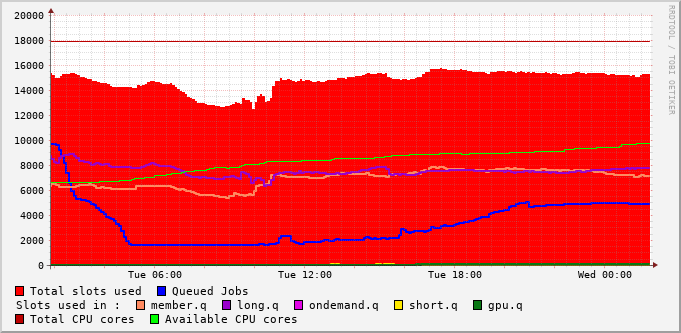 RRDTOOL / TOBI OETIKER
20000
18000
16000
14000
12000
10000
8000
6000
4000
2000
0
Tue 06:00 Tue 12:00 Tue 18:00 Wed 00:00
Total slots used Queued Jobs
Slots used in : member.q long.q ondemand.q short.q gpu.q
Total CPU cores Available CPU cores